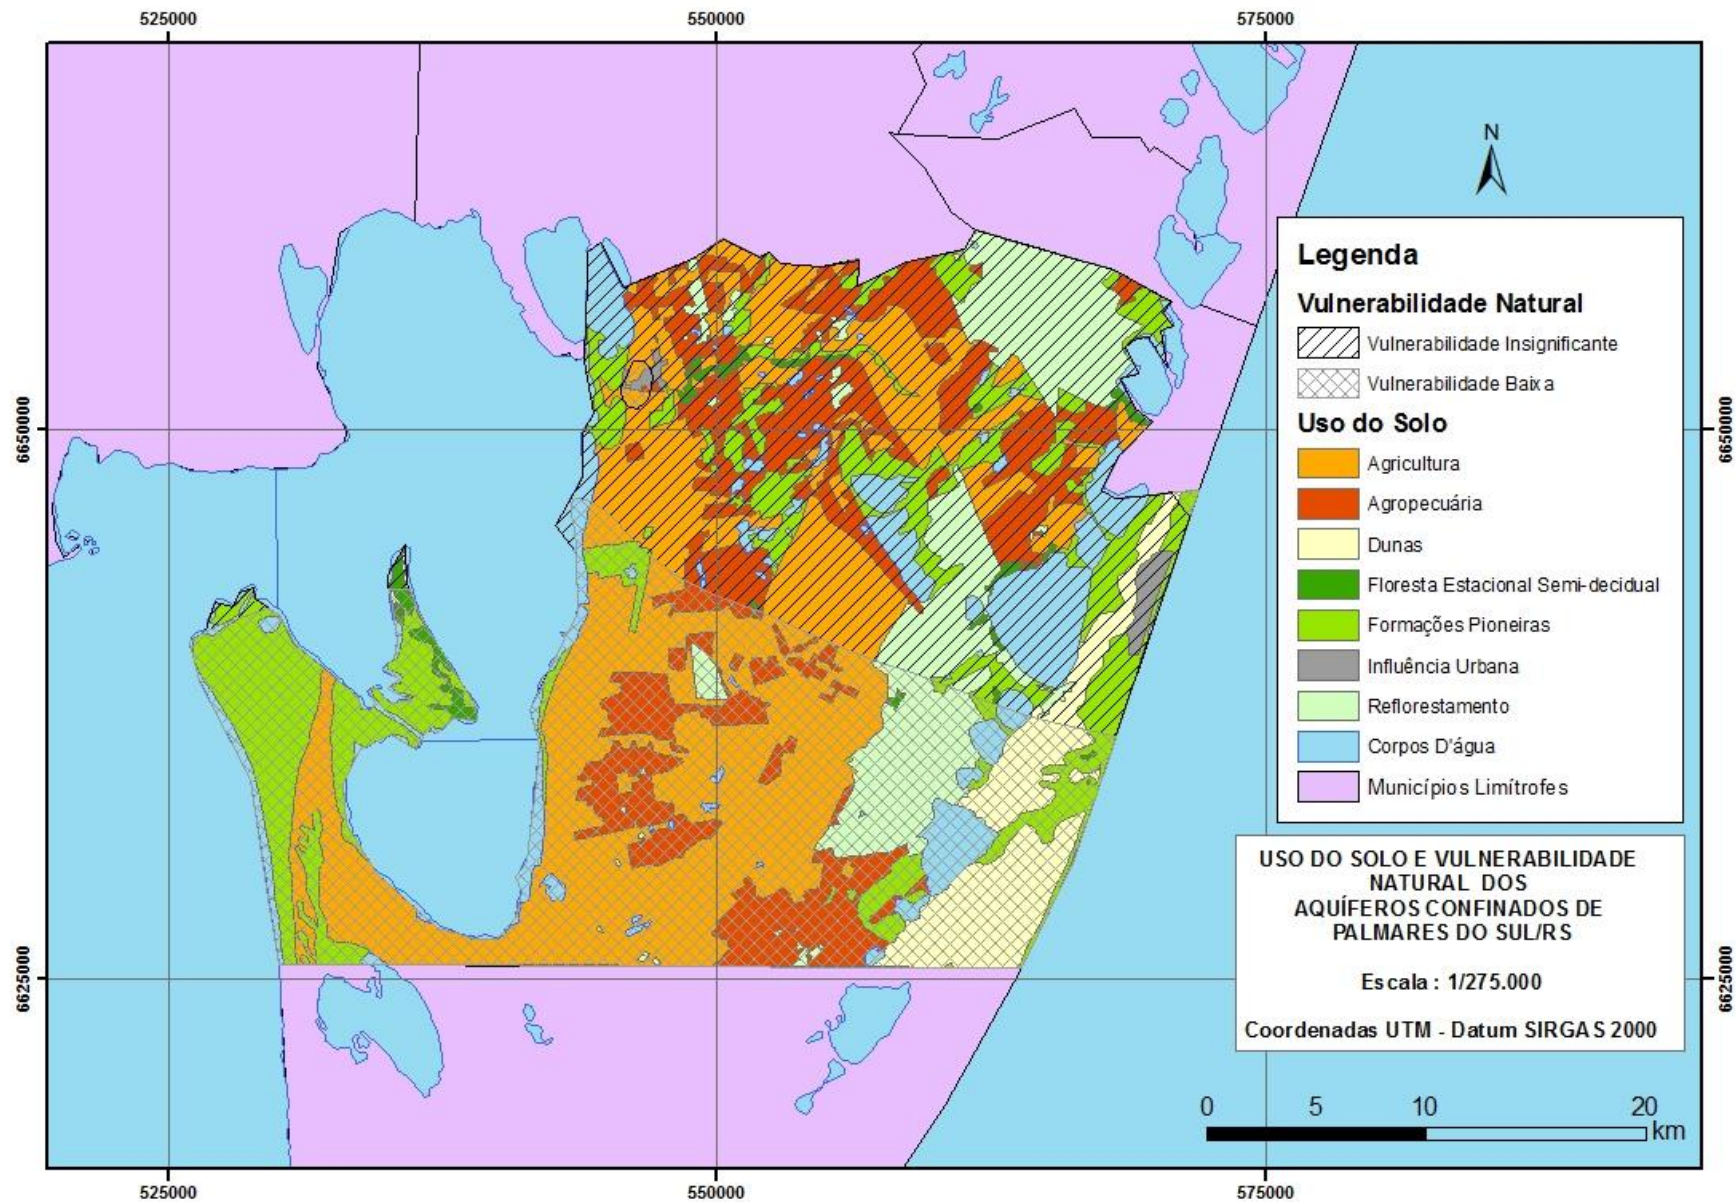 525000
550000
575000
N
Legenda
Vulnerabilidade Natural
Vulnerabilidade Insignificante
Vulnerabilidade Baixa
Uso do Solo
Agricultura
Agropecuária
Dunas
Floresta Estacional Semi-decidual
Formações Pioneiras
Influência Urbana
Reflorestamento
Corpos D'água
Municípios Limítrofes
6650000
6650000
USO DO SOLO E VULNERABILIDADE
NATURAL DOS
AQUÍFEROS CONFINADOS DE
PALMARES DO SUL/RS
Escala : 1/275.000
Coordenadas UTM - Datum SIRGAS 2000
6625000
6625000
0 5 10 20
km
525000
550000
575000